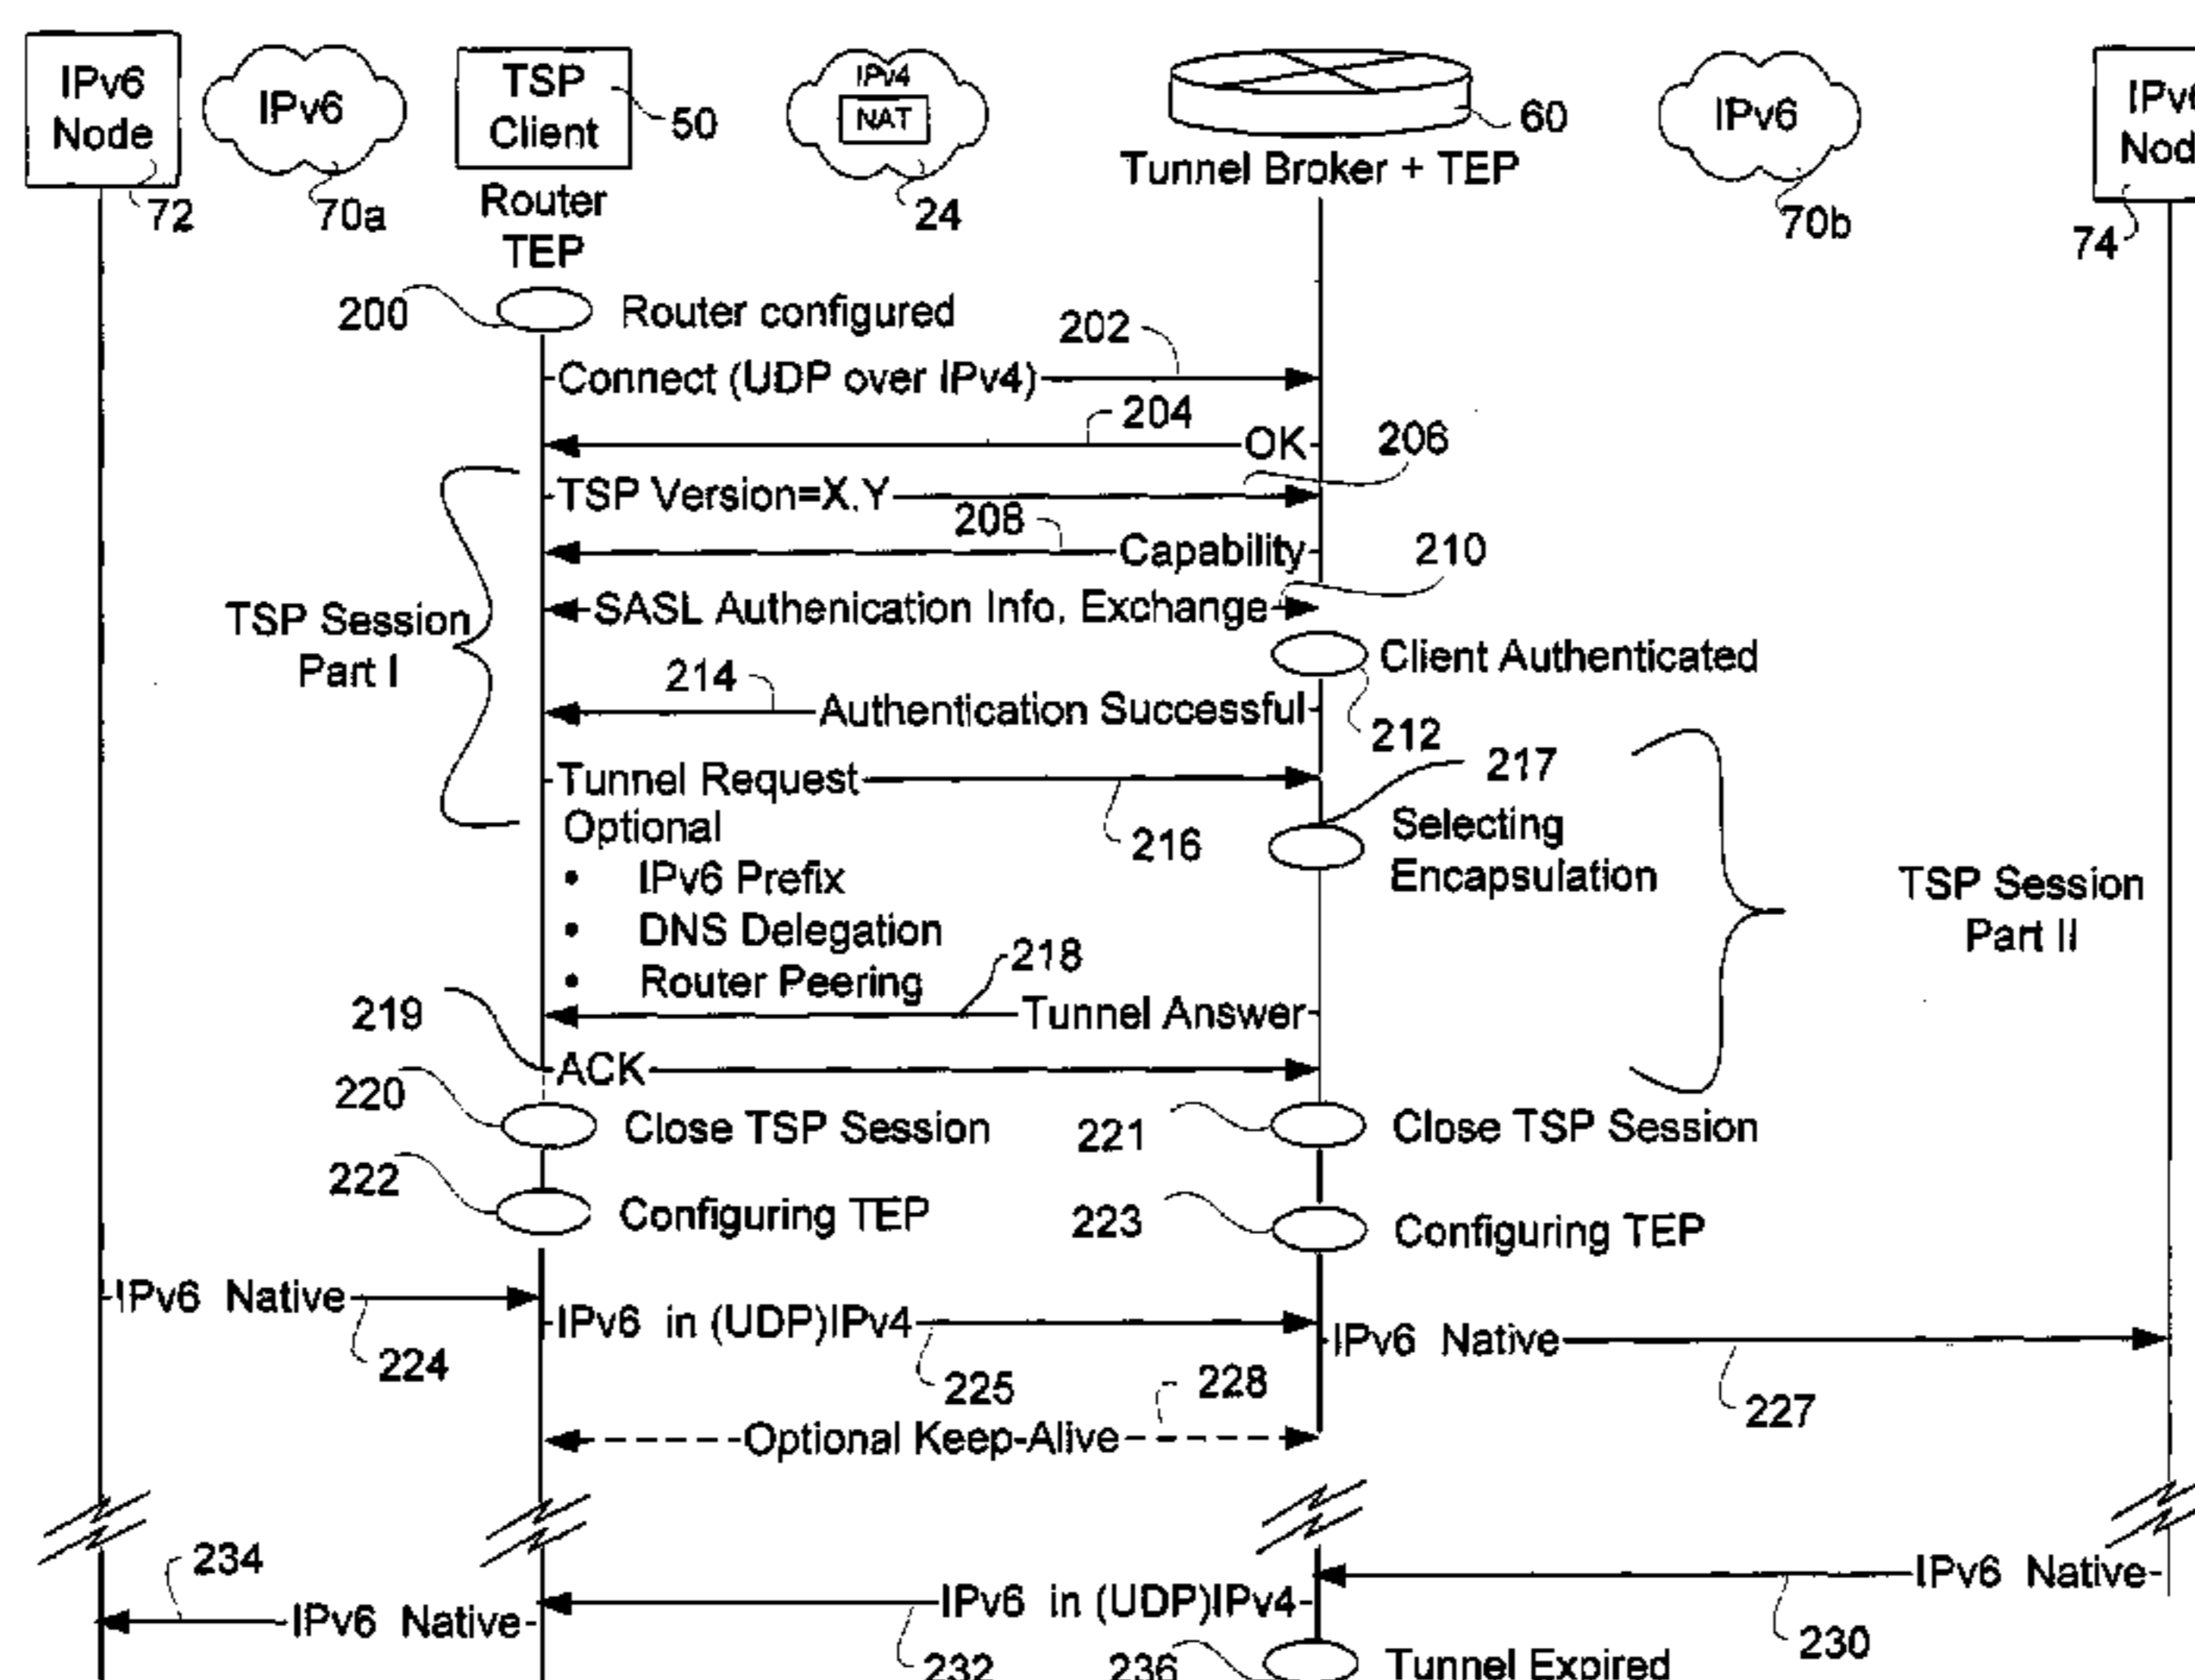 IPv6
Node
72
IPv6
70a
TSP
Client
50
Router
TEP
IPv4
NAT
24
60
Tunnel Broker + TEP
IPv6
70b
74
200
Router configured
202
Connect (UDP over IPv4)
204
OK
206
TSP Version=X.Y
208
Capability
210
SASL Authenication Info. Exchange
TSP Session
Part I
Client Authenticated
212
214
Authentication Successful
217
Tunnel Request
216
Optional
• IPv6 Prefix
• DNS Delegation
• Router Peering
Selecting
Encapsulation
TSP Session
Part II
218
Tunnel Answer
219
ACK
220
Close TSP Session
221
Close TSP Session
222
Configuring TEP
223
Configuring TEP
IPv6 Native
224
IPv6 in (UDP)IPv4
225
IPv6 Native
227
228
Optional Keep-Alive
IPv6 Native
230
IPv6 in (UDP)IPv4
232
234
IPv6 Native
236
Tunnel Expired